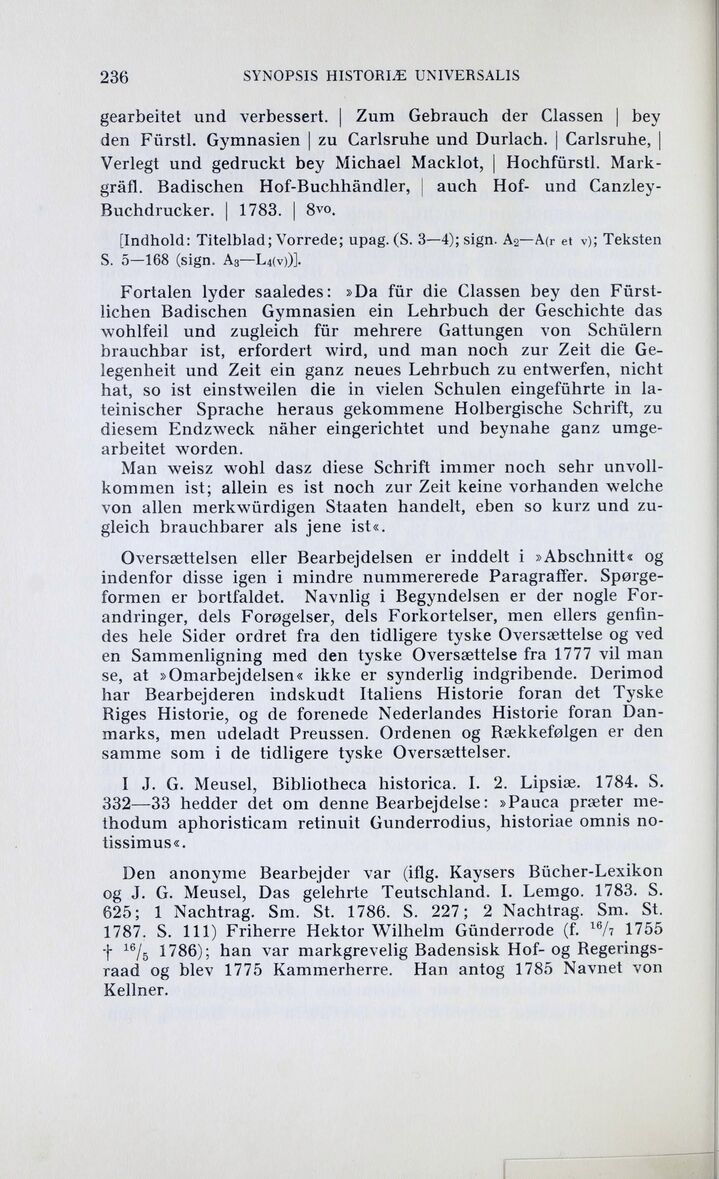 236 SYNOPSIS HISTORIÆ UNIVERSALIS
gearbeitet und verbessert. | Zum Gebrauch der Classen | bey
den Fürstl. Gymnasien | zu Carlsruhe und Durlach. | Carlsruhe, |
Verlegt und gedruckt bey Michael Macklot, | Hochfürstl. Mark-
gräfl. Badischen Hof-Buchhändler, | auch Hof- und Canzley-
Buchdrucker. | 1783. | 8vo.
[Indhold: Titelblad; Vorrede; upag. (S. 3—4); sign. A2—A(r et v); Teksten
S. 5—168 (sign. A3—L4(v))].
Fortalen lyder saaledes: »Da für die Classen bey den Fürst-
lichen Badischen Gymnasien ein Lehrbuch der Geschichte das
wohlfeil und zugleich für mehrere Gattungen von Schülern
brauchbar ist, erfordert wird, und man noch zur Zeit die Ge-
legenheit und Zeit ein ganz neues Lehrbuch zu entwerfen, nicht
hat, so ist einstweilen die in vielen Schulen eingeführte in la-
teinischer Sprache heraus gekommene Holbergische Schrift, zu
diesem Endzweck näher eingerichtet und beynahe ganz umge-
arbeitet worden.
Man weisz wohl dasz diese Schrift immer noch sehr unvoll-
kommen ist; allein es ist noch zur Zeit keine vorhanden welche
von allen merkwürdigen Staaten handelt, eben so kurz und zu-
gleich brauchbarer als jene ist«.
Oversættelsen eller Bearbejdelsen er inddelt i »Abschnitt« og
indenfor disse igen i mindre nummererede Paragraffer. Spørge-
formen er bortfaldet. Navnlig i Begyndelsen er der nogle For-
andringer, dels Forøgelser, dels Forkortelser, men ellers genfin-
des hele Sider ordret fra den tidligere tyske Oversættelse og ved
en Sammenligning med den tyske Oversættelse fra 1777 vil man
se, at »Omarbejdelsen« ikke er synderlig indgribende. Derimod
har Bearbejderen indskudt Italiens Historie foran det Tyske
Riges Historie, og de forenede Nederlandes Historie foran Dan-
marks, men udeladt Preussen. Ordenen og Rækkefølgen er den
samme som i de tidligere tyske Oversættelser.
I J. G. Meusel, Bibliotheca historica. I. 2. Lipsiæ. 1784. S.
332—33 hedder det om denne Bearbejdelse: »Pauca præter me-
thodum aphoristicam retinuit Gunderrodius, historiae omnis no-
tissimus«.
Den anonyme Bearbejder var (iflg. Kaysers Bücher-Lexikon
og J. G. Meusel, Das gelehrte Teutschland. I. Lemgo. 1783. S.
625; 1 Nachtrag. Sm. St. 1786. S. 227; 2 Nachtrag. Sm. St.
1787. S. 111) Friherre Hektor Wilhelm Günderrode (f. 16/7 1755
† 16/5 1786); han var markgrevelig Badensisk Hof- og Regerings-
raad og blev 1775 Kammerherre. Han antog 1785 Navnet von
Kellner.